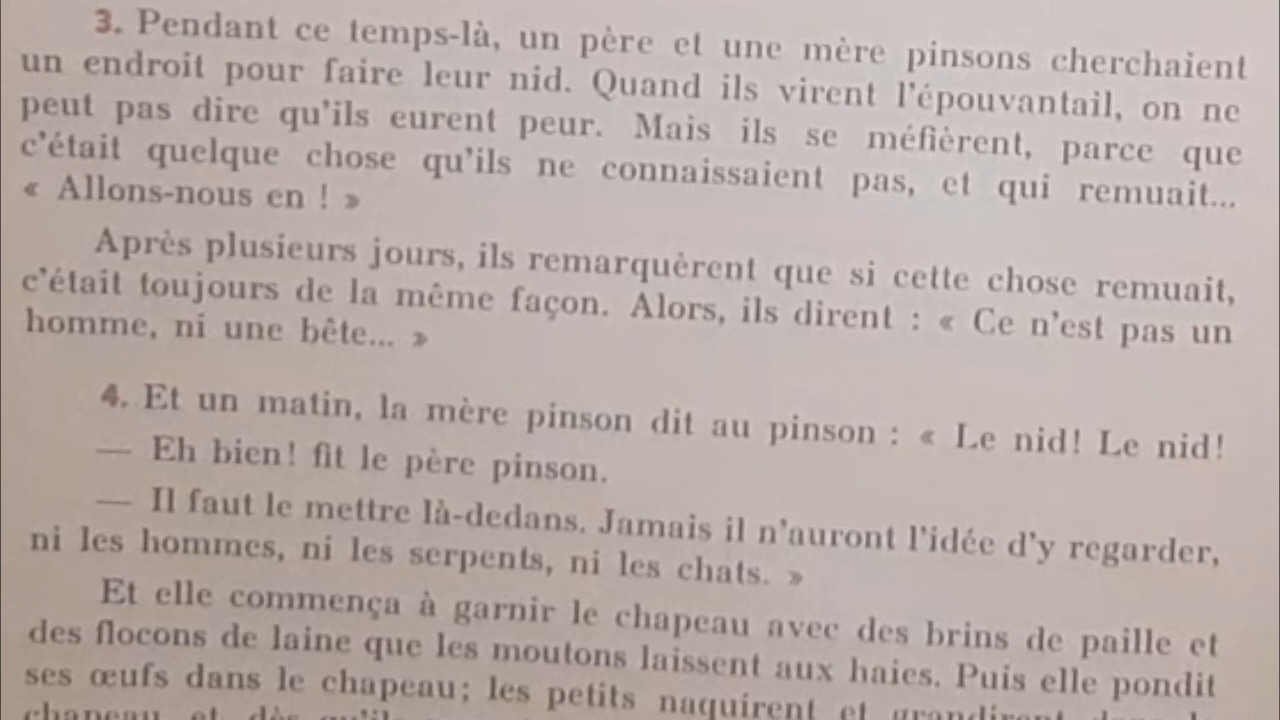 3. Pendant ce temps-là, un père et une mère pinsons cherchaient
un endroit pour faire leur nid. Quand ils virent l'épouvantail, on ne
peut pas dire qu'ils eurent peur. Mais ils se méfièrent, parce que
c'était quelque chose qu'ils ne connaissaient pas, et qui remuait...
« Allons-nous en ! »
Après plusieurs jours, ils remarquèrent que si cette chose remuait,
c'était toujours de la même façon. Alors, ils dirent : « Ce n'est pas un
homme, ni une bête... »
4. Et un matin, la mère pinson dit au pinson : « Le nid! Le nid!
— Eh bien! fit le père pinson.
— Il faut le mettre là-dedans. Jamais il n'auront l'idée d'y regarder,
ni les hommes, ni les serpents, ni les chats. »
Et elle commença à garnir le chapeau avec des brins de paille et
des flocons de laine que les moutons laissent aux haies. Puis elle pondit
ses œufs dans le chapeau; les petits naquirent et grandirent
chapeau et dès qu'ils